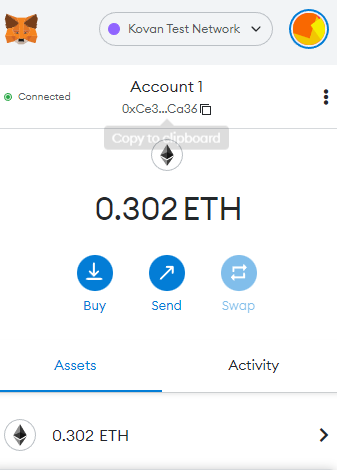 Kovan Test Network
Connected
Account 1
0xCe3...Ca36
Copy to clipboard
0.302 ETH
Buy
Send
Swap
Assets
Activity
0.302 ETH